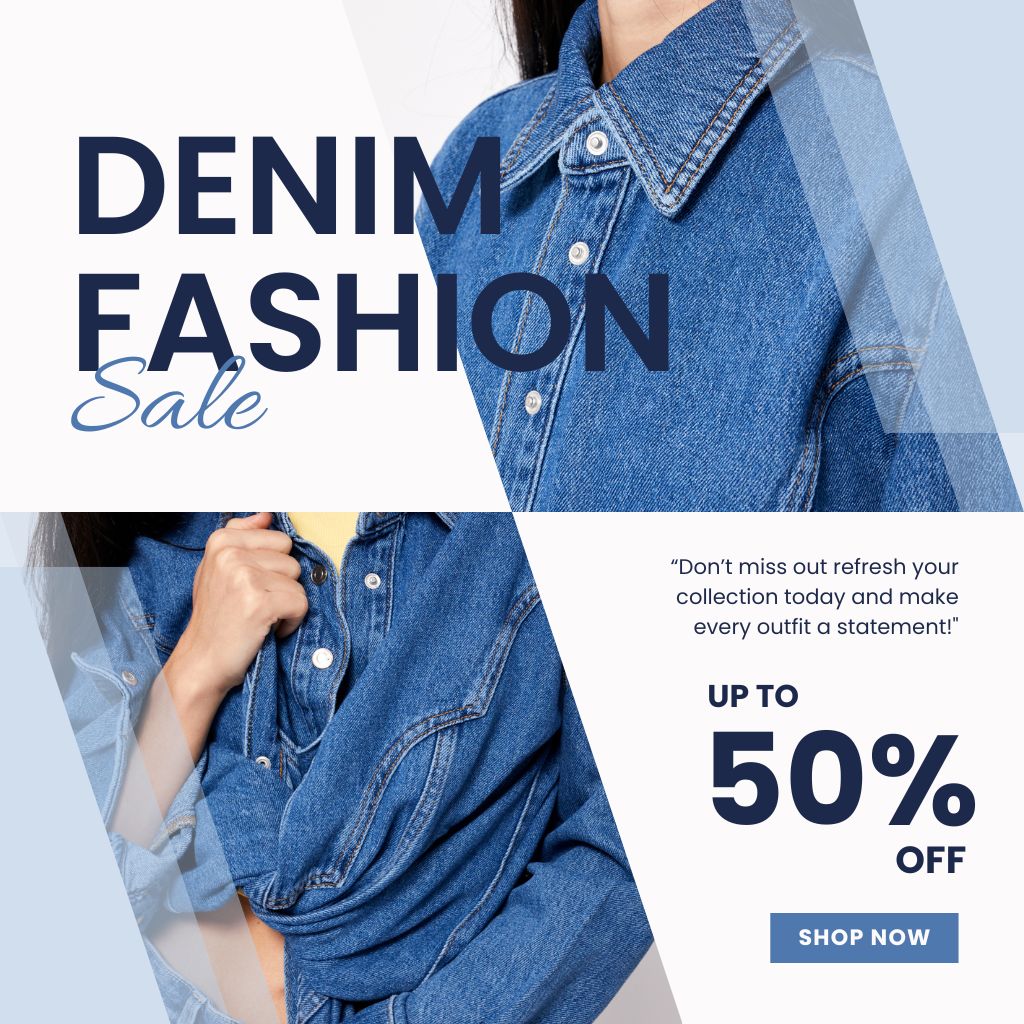 DENIM
FASHION
Sale
“Don’t miss out refresh your
collection today and make
every outfit a statement!"
UP TO
50%
OFF
SHOP NOW